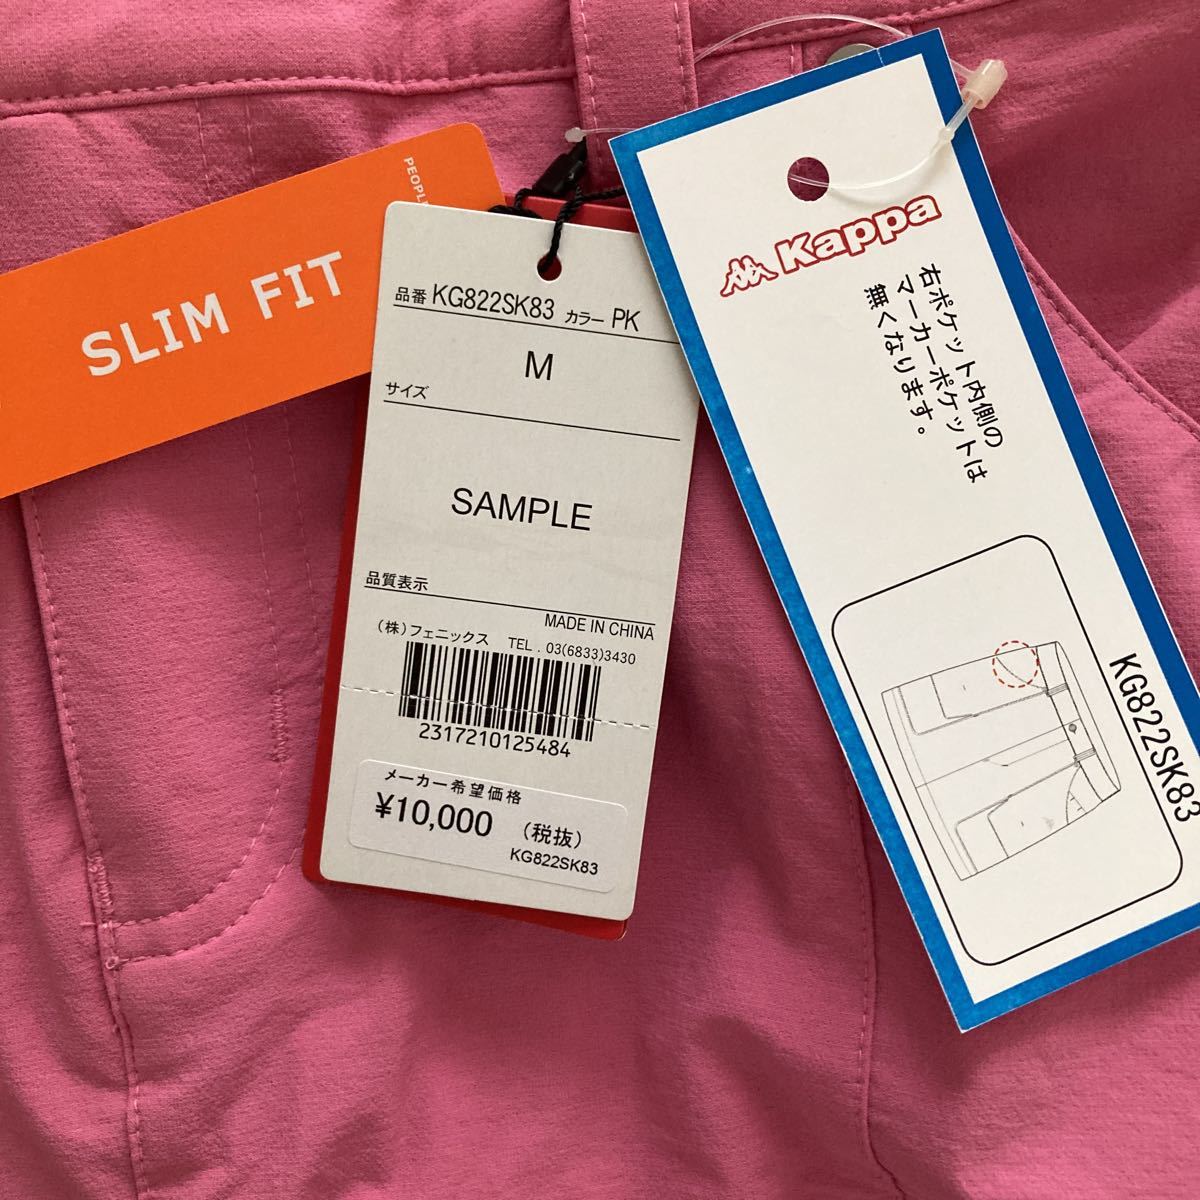 PEOPL
SLIM FIT
品番 KG822SK83 カラー PK
M
サイズ
SAMPLE
品質表示
MADE IN CHINA
(株)フェニックス TEL．03(6833)3430
2317210125484
メーカー希望価格
¥10,000 (税抜)
KG822SK83
Kappa
右ポケット内側の
マーカーポケットは
無くなります。
KG822SK83